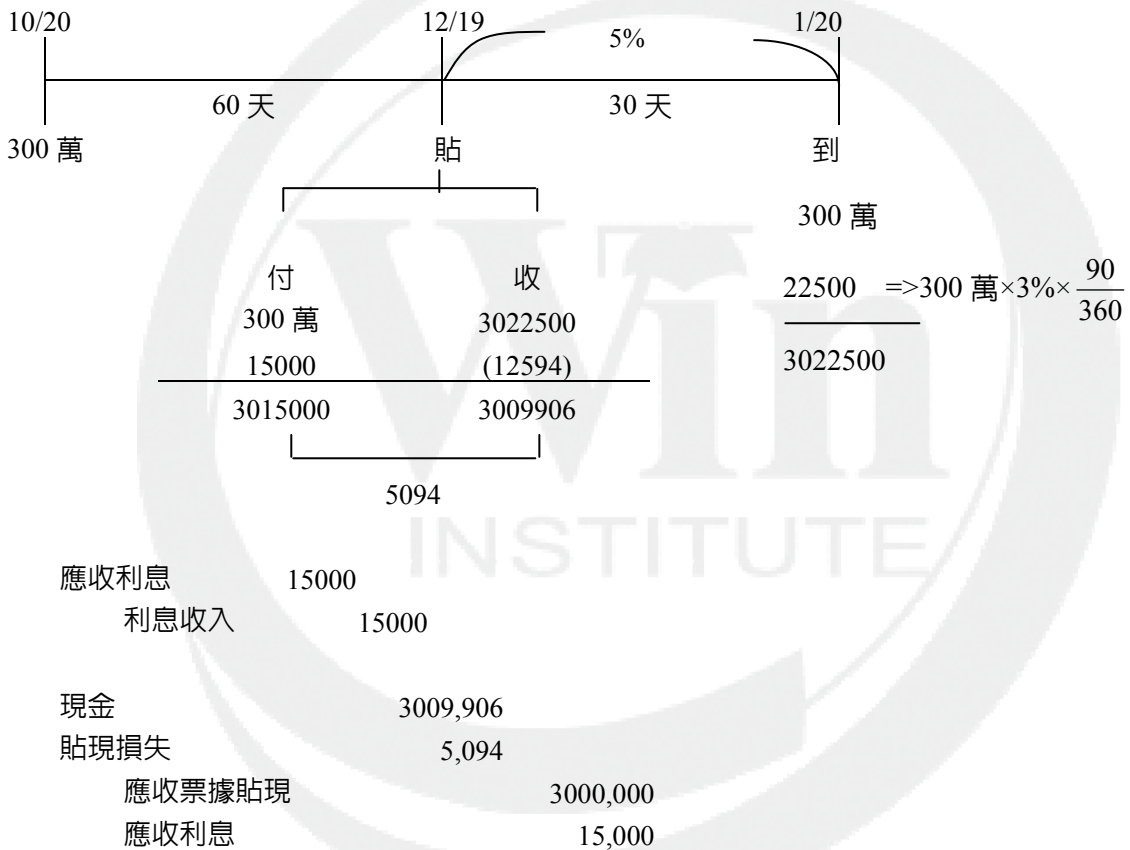 10/20 12/19 1/20
5%
60 天 30 天
300 萬 貼 到
300 萬
付 收
22500 =>300 萬×3%×90/360
300 萬 3022500
15000 (12594)
3022500
3015000 3009906
5094
Win
INSTITUTE
應收利息 15000
利息收入 15000
現金 3009,906
貼現損失 5,094
應收票據貼現 3000,000
應收利息 15,000